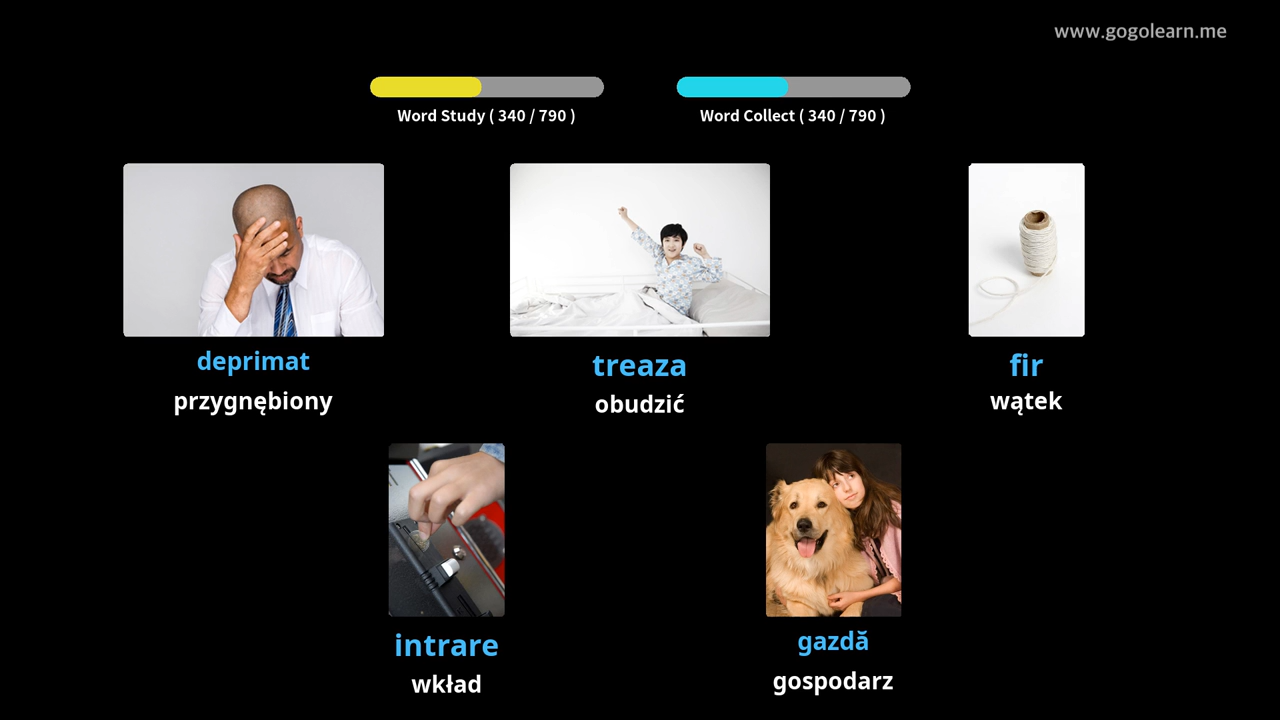 www.gogolearn.me
Word Study ( 340 / 790 )
Word Collect ( 340 / 790 )
deprimat
przygnębiony
treaza
obudzić
fir
wątek
intrare
wkład
gazdă
gospodarz